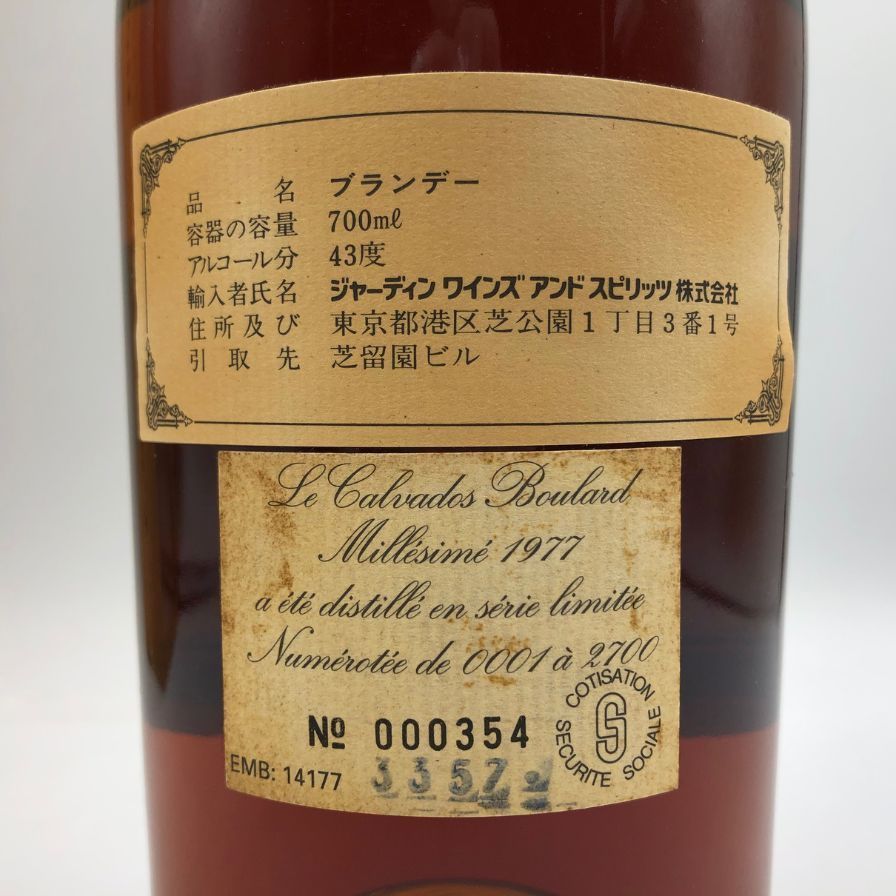 品名 ブランデー
容器の容量 700mℓ
アルコール分 43度
輸入者氏名 ジャーディン ワインズ アンド スピリッツ 株式会社
住所及び 東京都港区芝公園1丁目3番1号
引取先 芝留園ビル
Le Calvados Boulard
Millésimé 1977
a été distillé en série limitée
Numérotée de 0001 à 2700
Nº 000354
EMB: 14177
3357
COTISATION
S
SECURITE SOCIALE